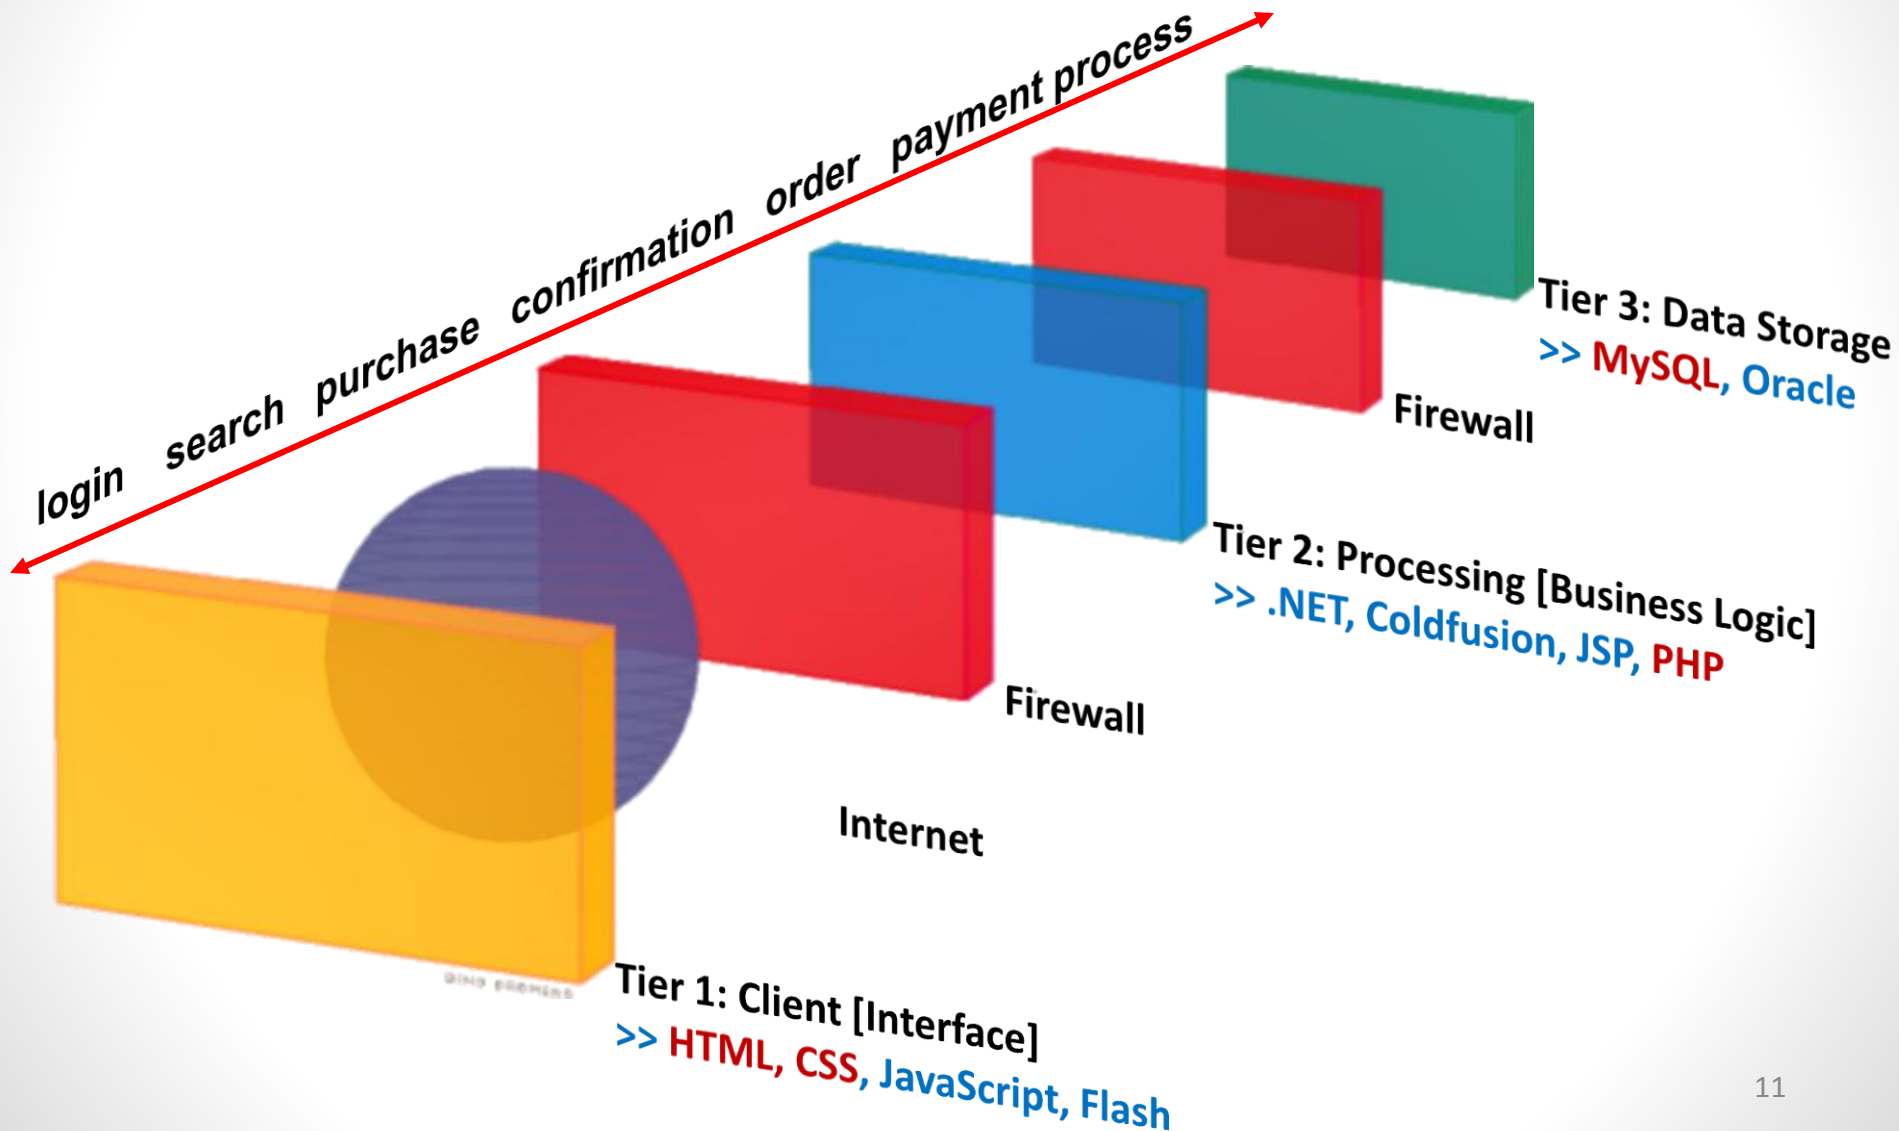 login search purchase confirmation order payment process
Tier 3: Data Storage
>> MySQL, Oracle
Firewall
Tier 2: Processing [Business Logic]
>> .NET, Coldfusion, JSP, PHP
Firewall
Internet
Tier 1: Client [Interface]
>> HTML, CSS, JavaScript, Flash
11